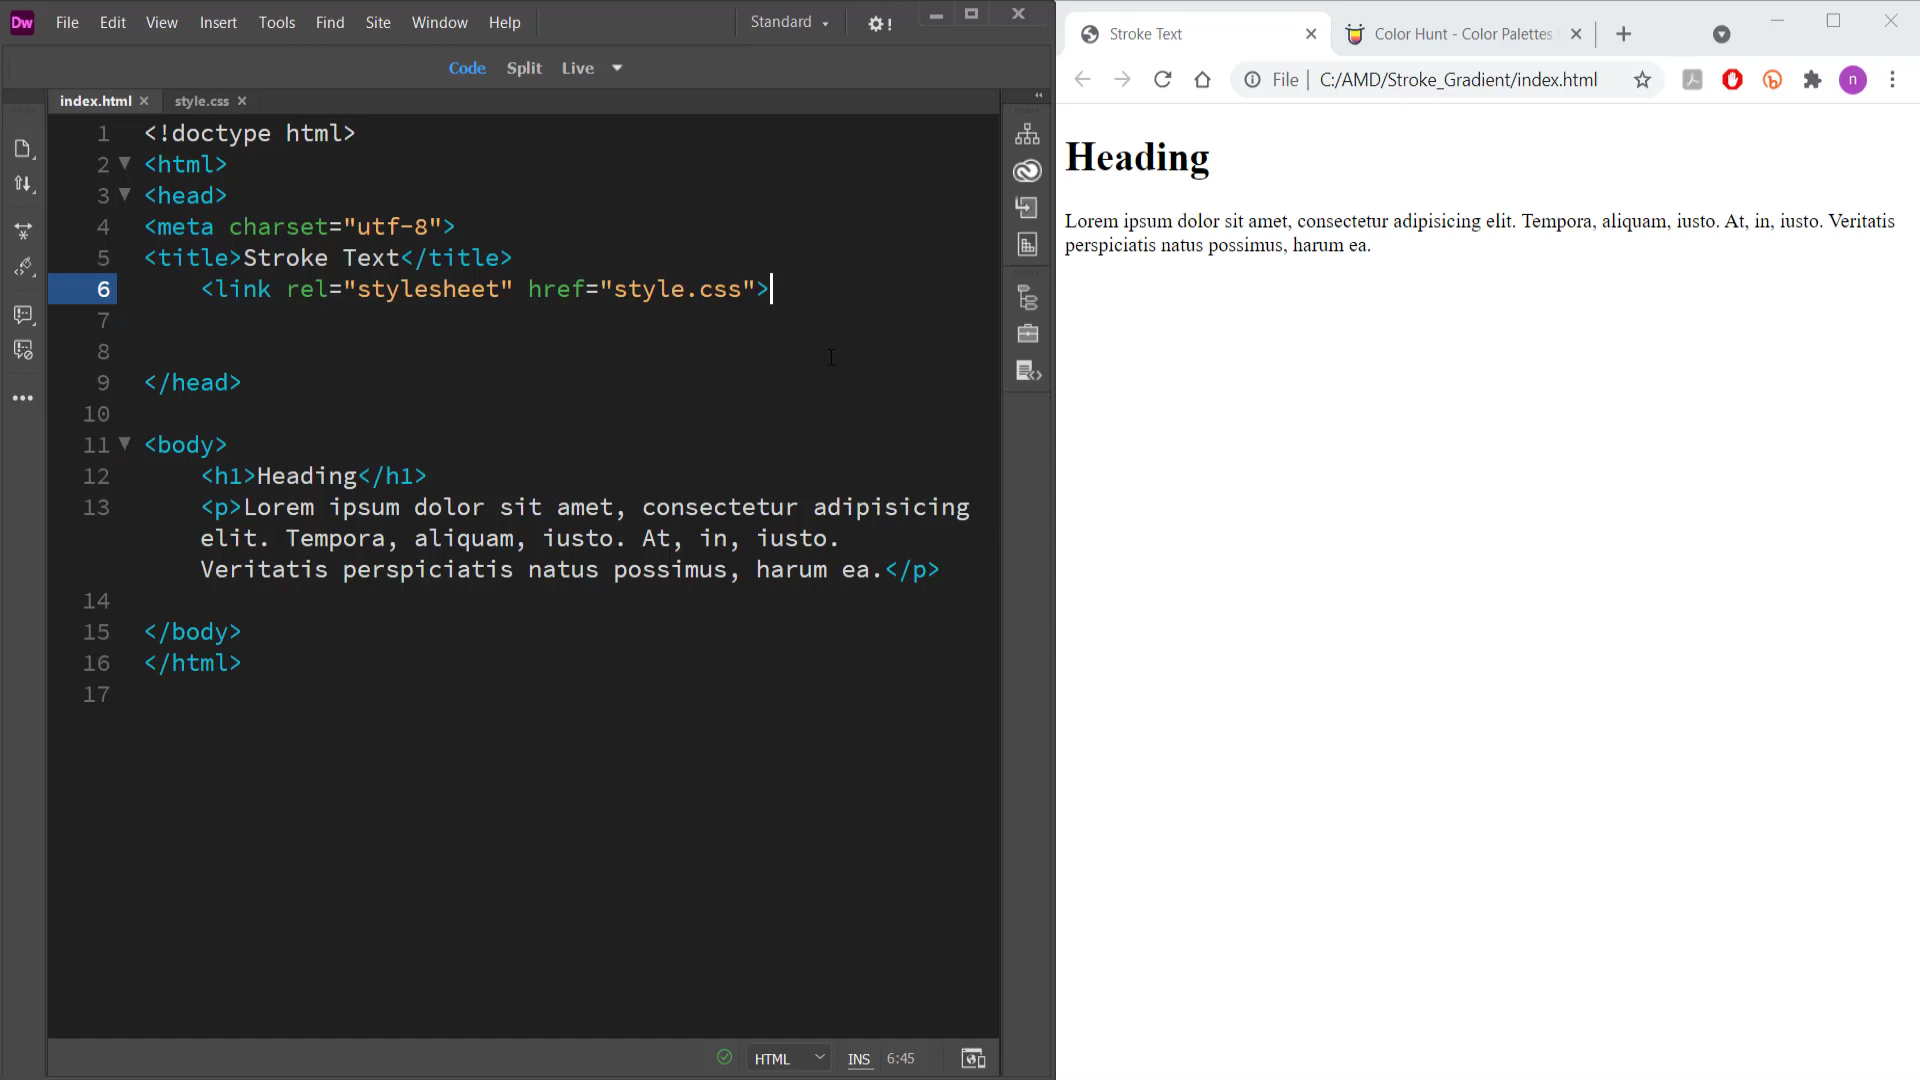 Dw File Edit View Insert Tools Find Site Window Help Standard !
Code Split Live
index.html style.css
1 <!doctype html>
2 <html>
3 <head>
4 <meta charset="utf-8">
5 <title>Stroke Text</title>
6 <link rel="stylesheet" href="style.css">
7
8
9 </head>
10
11 <body>
12 <h1>Heading</h1>
13 <p>Lorem ipsum dolor sit amet, consectetur adipisicing
elit. Tempora, aliquam, iusto. At, in, iusto.
Veritatis perspiciatis natus possimus, harum ea.</p>
14
15 </body>
16 </html>
17
HTML INS 6:45
Stroke Text Color Hunt - Color Palettes
File C:/AMD/Stroke_Gradient/index.html n
Heading
Lorem ipsum dolor sit amet, consectetur adipisicing elit. Tempora, aliquam, iusto. At, in, iusto. Veritatis
perspiciatis natus possimus, harum ea.